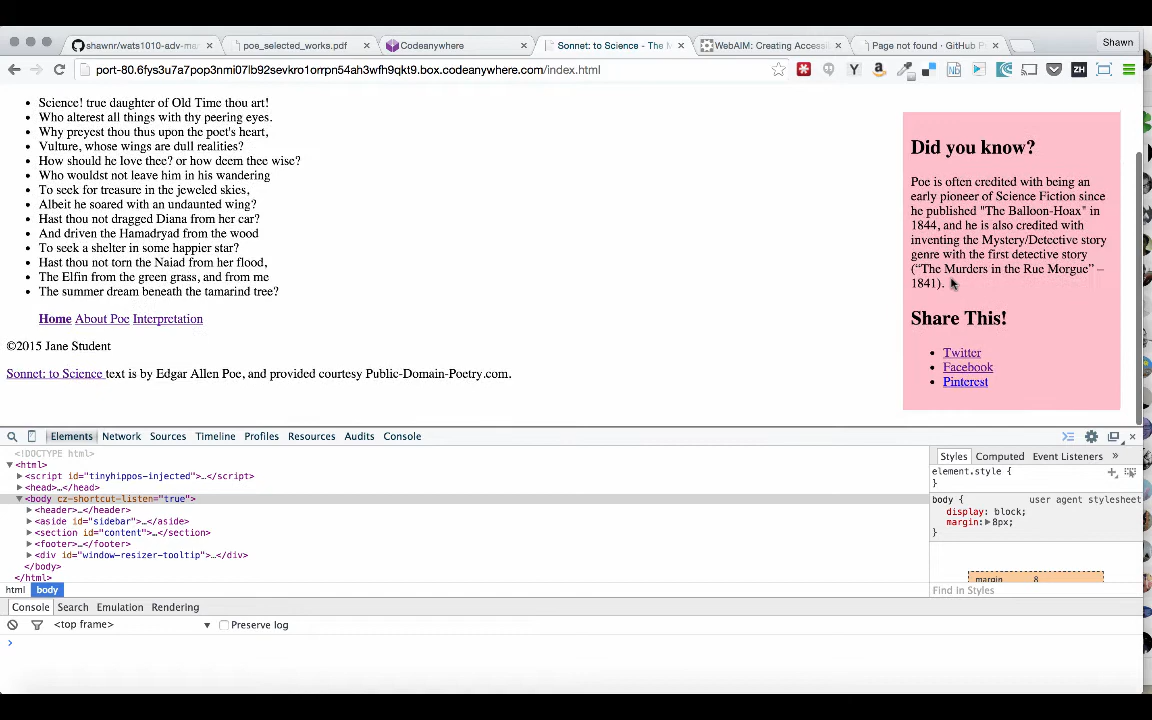 shawnr/wats1010-adv-mar
poe_selected_works.pdf
Codeanywhere
Sonnet: to Science - The M
WebAIM: Creating Accessi
Page not found · GitHub P
Shawn
port-80.6fys3u7a7pop3nmi07lb92sevkro1orrpn54ah3wfh9qkt9.box.codeanywhere.com/index.html
Science! true daughter of Old Time thou art!
Who alterest all things with thy peering eyes.
Why preyest thou thus upon the poet's heart,
Vulture, whose wings are dull realities?
How should he love thee? or how deem thee wise?
Who wouldst not leave him in his wandering
To seek for treasure in the jeweled skies,
Albeit he soared with an undaunted wing?
Hast thou not dragged Diana from her car?
And driven the Hamadryad from the wood
To seek a shelter in some happier star?
Hast thou not torn the Naiad from her flood,
The Elfin from the green grass, and from me
The summer dream beneath the tamarind tree?
Home About Poe Interpretation
©2015 Jane Student
Sonnet: to Science text is by Edgar Allen Poe, and provided courtesy Public-Domain-Poetry.com.
Did you know?
Poe is often credited with being an
early pioneer of Science Fiction since
he published "The Balloon-Hoax" in
1844, and he is also credited with
inventing the Mystery/Detective story
genre with the first detective story
(“The Murders in the Rue Morgue” –
1841).
Share This!
Twitter
Facebook
Pinterest
Elements Network Sources Timeline Profiles Resources Audits Console
<!DOCTYPE html>
<html>
<script id="tinyhippos-injected">…</script>
<head>…</head>
<body cz-shortcut-listen="true">
<header>…</header>
<aside id="sidebar">…</aside>
<section id="content">…</section>
<footer>…</footer>
<div id="window-resizer-tooltip">…</div>
</body>
</html>
html body
Styles Computed Event Listeners »
element.style {
}
body { user agent stylesheet
display: block;
margin: 8px;
}
margin 8
Find in Styles
Console Search Emulation Rendering
<top frame> Preserve log